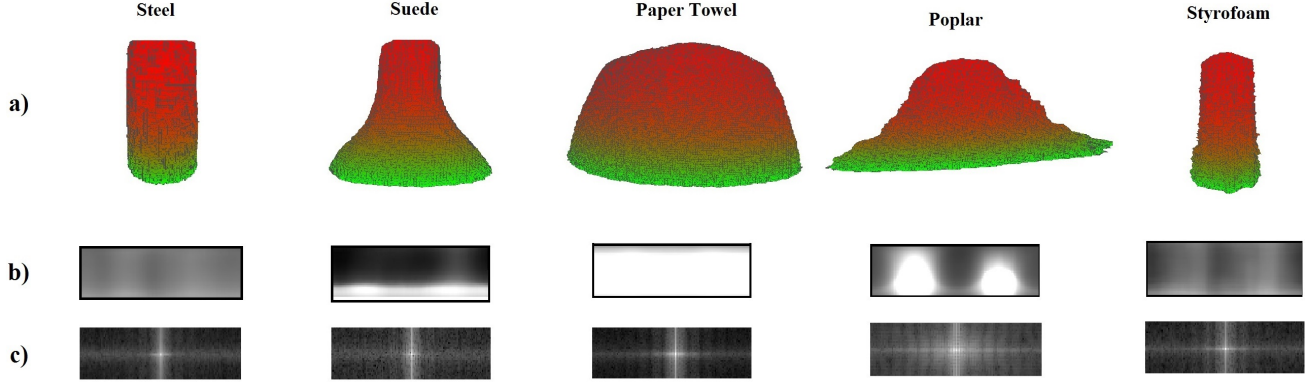 Steel
Suede
Paper Towel
Poplar
Styrofoam
a)
b)
c)